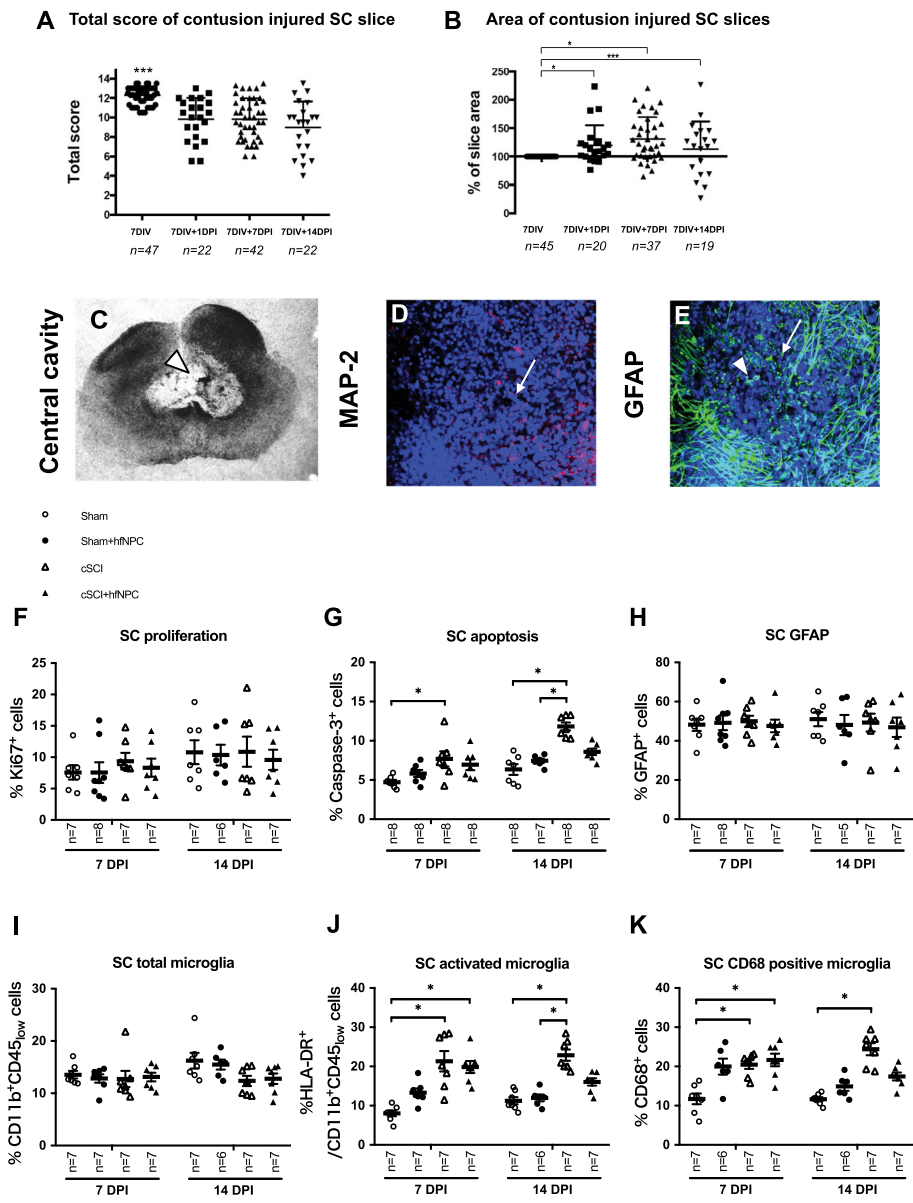 A Total score of contusion injured SC slice
***
Total score
14
12
10
8
6
4
2
0
7DIV 7DIV+1DPI 7DIV+7DPI 7DIV+14DPI
n=47 n=22 n=42 n=22
B Area of contusion injured SC slices
*
***
*
% of slice area
250
200
150
100
50
0
7DIV 7DIV+1DPI 7DIV+7DPI 7DIV+14DPI
n=45 n=20 n=37 n=19
Central cavity
C
MAP-2
D
GFAP
E
Sham
Sham+hfNPC
cSCI
cSCI+hfNPC
F
SC proliferation
% Ki67+ cells
25
20
15
10
5
0
n=7 n=8 n=7 n=7 n=7 n=6 n=7 n=7
7 DPI 14 DPI
G
SC apoptosis
% Caspase-3+ cells
20
15
10
5
0
* * *
n=8 n=8 n=8 n=8 n=8 n=7 n=8 n=8
7 DPI 14 DPI
H
SC GFAP
% GFAP+ cells
80
60
40
20
0
n=7 n=8 n=7 n=7 n=7 n=5 n=7 n=7
7 DPI 14 DPI
I
SC total microglia
% CD11b+CD45low cells
30
20
10
0
n=7 n=7 n=7 n=7 n=7 n=6 n=7 n=7
7 DPI 14 DPI
J
SC activated microglia
%HLA-DR+
/CD11b+CD45low cells
40
30
20
10
0
* * * *
n=7 n=7 n=7 n=7 n=7 n=6 n=7 n=7
7 DPI 14 DPI
K
SC CD68 positive microglia
% CD68+ cells
40
30
20
10
0
* * *
n=7 n=6 n=7 n=7 n=7 n=6 n=7 n=7
7 DPI 14 DPI